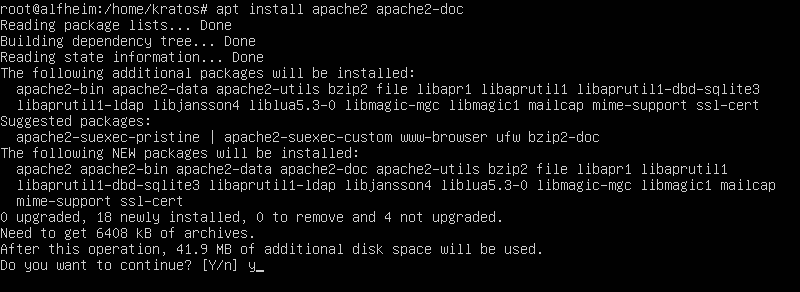 root@alfheim:/home/kratos# apt install apache2 apache2-doc
Reading package lists... Done
Building dependency tree... Done
Reading state information... Done
The following additional packages will be installed:
apache2-bin apache2-data apache2-utils bzip2 file libapr1 libaprutil1 libaprutil1-dbd-sqlite3
libaprutil1-ldap libjansson4 liblua5.3-0 libmagic-mgc libmagic1 mailcap mime-support ssl-cert
Suggested packages:
apache2-suexec-pristine | apache2-suexec-custom www-browser ufw bzip2-doc
The following NEW packages will be installed:
apache2 apache2-bin apache2-data apache2-doc apache2-utils bzip2 file libapr1 libaprutil1
libaprutil1-dbd-sqlite3 libaprutil1-ldap libjansson4 liblua5.3-0 libmagic-mgc libmagic1 mailcap
mime-support ssl-cert
0 upgraded, 18 newly installed, 0 to remove and 4 not upgraded.
Need to get 6408 kB of archives.
After this operation, 41.9 MB of additional disk space will be used.
Do you want to continue? [Y/n] y_